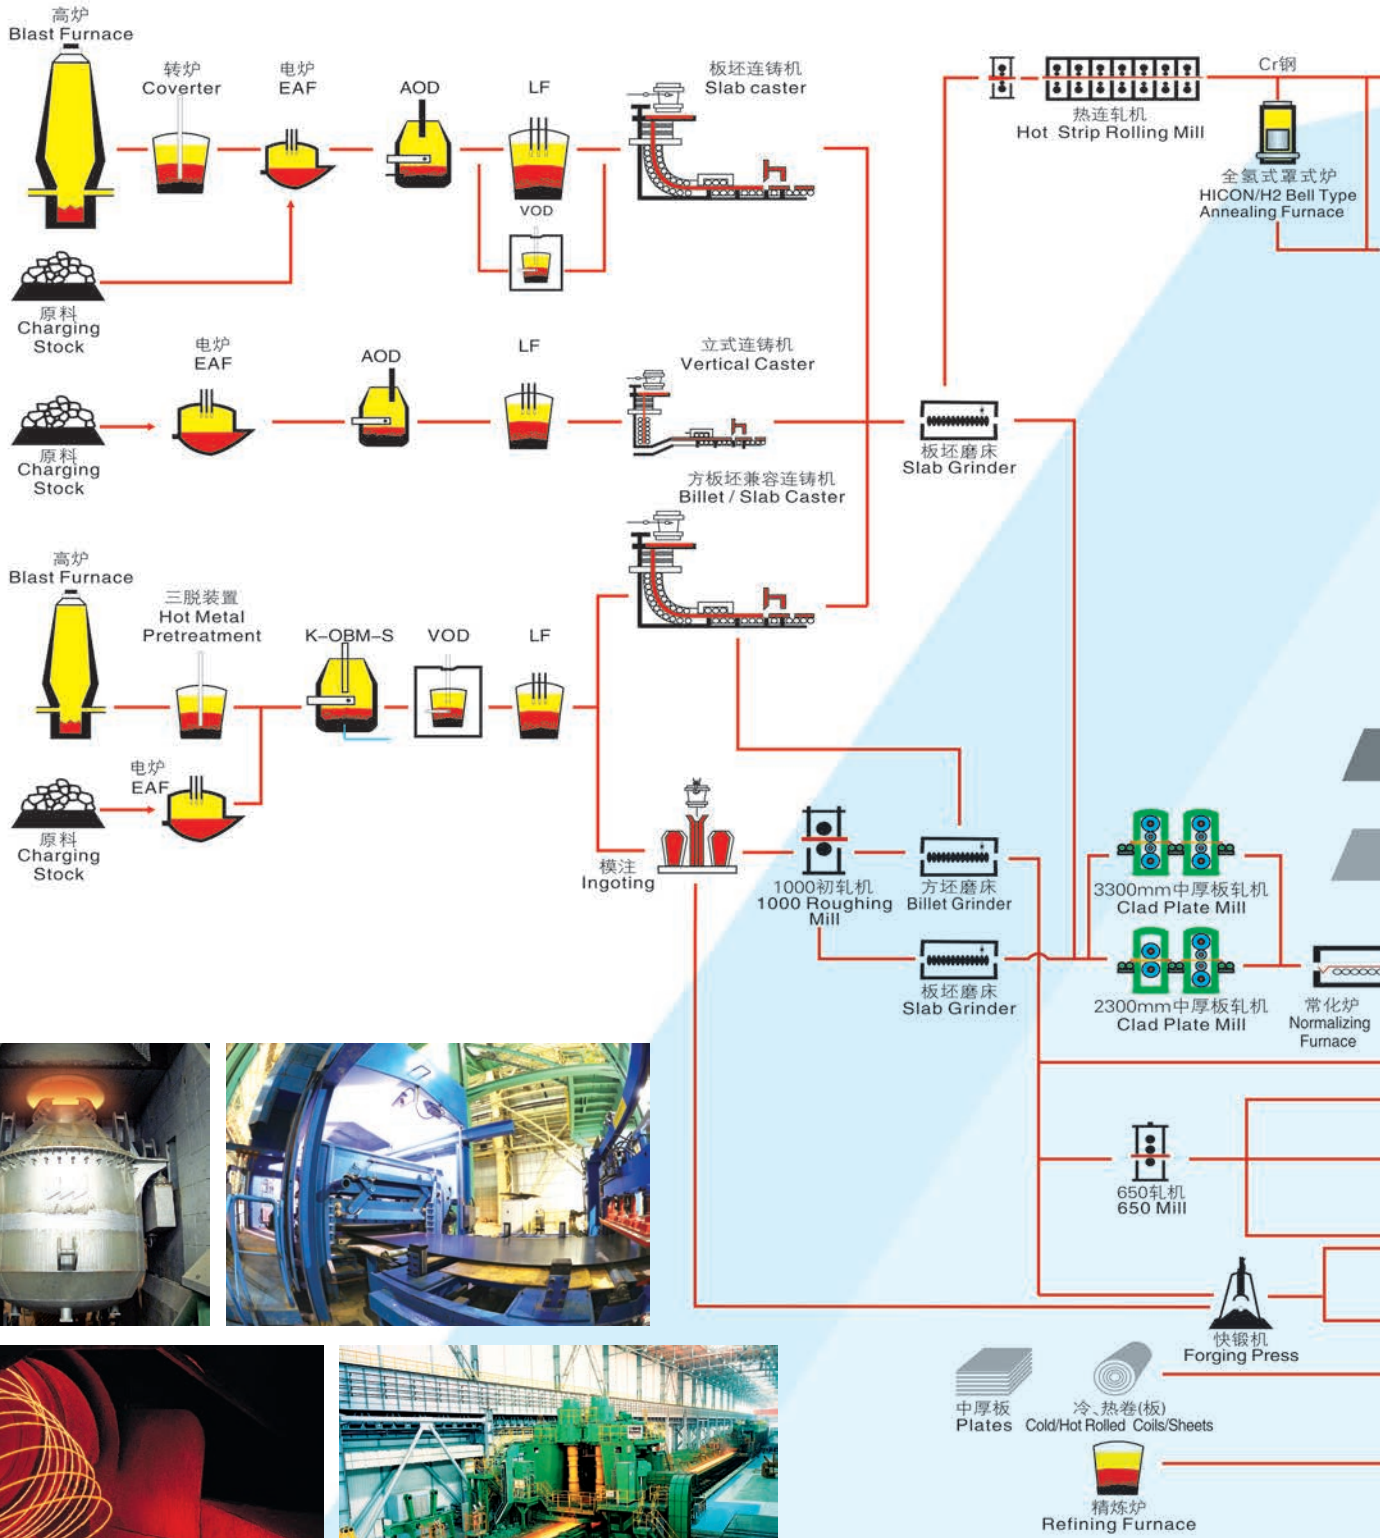 高炉
Blast Furnace
转炉
Coverter
电炉
EAF
AOD
LF
板坯连铸机
Slab caster
VOD
原料
Charging
Stock
热连轧机
Hot Strip Rolling Mill
Cr钢
全氢式罩式炉
HICON/H2 Bell Type
Annealing Furnace
电炉
EAF
AOD
LF
立式连铸机
Vertical Caster
原料
Charging
Stock
板坯磨床
Slab Grinder
方板坯兼容连铸机
Billet / Slab Caster
高炉
Blast Furnace
三脱装置
Hot Metal
Pretreatment
K-OBM-S
VOD
LF
电炉
EAF
原料
Charging
Stock
模注
Ingoting
1000初轧机
1000 Roughing
Mill
方坯磨床
Billet Grinder
板坯磨床
Slab Grinder
3300mm中厚板轧机
Clad Plate Mill
2300mm中厚板轧机
Clad Plate Mill
常化炉
Normalizing
Furnace
650轧机
650 Mill
快锻机
Forging Press
中厚板
Plates
冷、热卷(板)
Cold/Hot Rolled Coils/Sheets
精炼炉
Refining Furnace